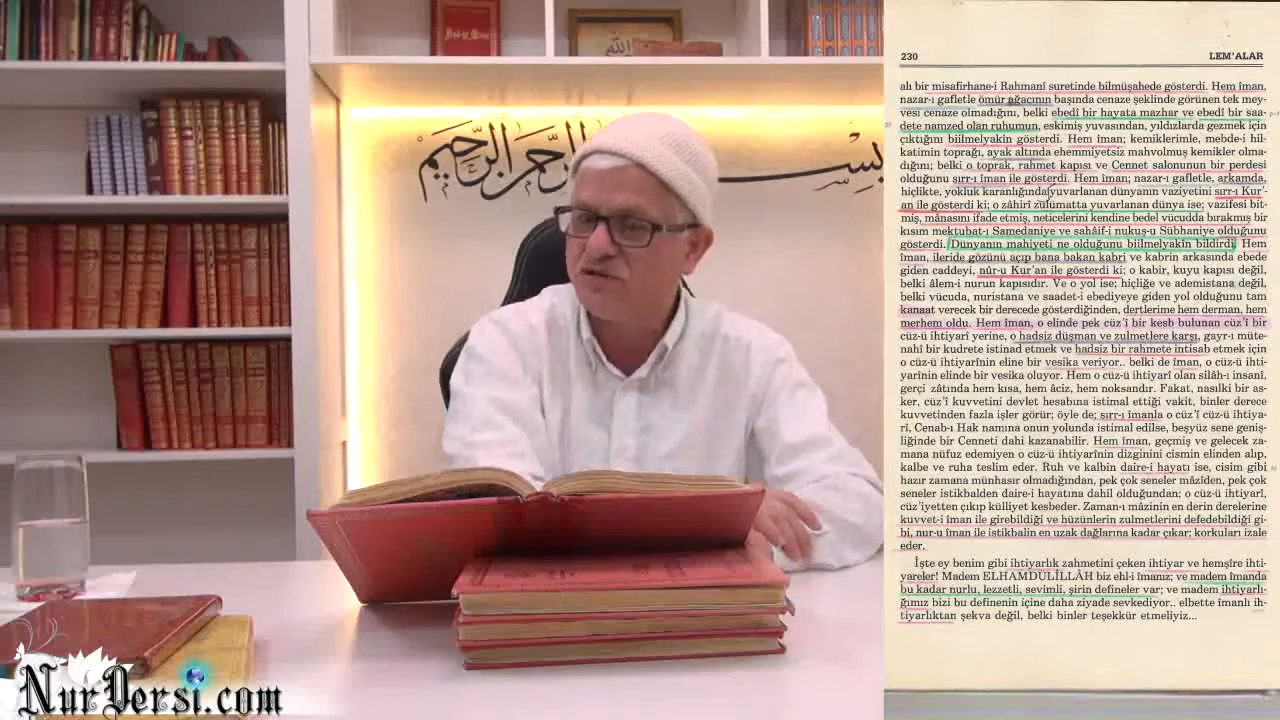 بسم الرحمن الرحيم
الله
230 LEM'ALAR
alı bir misafirhane-i Rahmanî suretinde bilmüşahede gösterdi. Hem îman,
nazar-ı gafletle ömür ağacının başında cenaze şeklinde görünen tek mey-
vesi cenaze olmadığını, belki ebedî bir hayata mazhar ve ebedî bir saa-
dete namzed olan ruhumun, eskimiş yuvasından, yıldızlarda gezmek için
çıktığını bilmelyakîn gösterdi. Hem îman; kemiklerimle, mebde-i hil-
katimin toprağı, ayak altında ehemmiyetsiz mahvolmuş kemikler olma-
dığını; belki o toprak, rahmet kapısı ve Cennet salonunun bir perdesi
olduğunu sırr-ı iman ile gösterdi. Hem îman; nazar-ı gafletle, arkamda,
hiçlikte, yokluk karanlığında yuvarlanan dünyanın vaziyetini sırr-ı Kur'-
an ile gösterdi ki; o zâhirî zulümatta yuvarlanan dünya ise; vazifesi bit-
miş, mânasını ifade etmiş, neticelerini kendine bedel vücudda bırakmış bir
kısım mektubat-ı Samedaniye ve sahâif-i nukuş-u Sübhaniye olduğunu
gösterdi. Dünyanın mahiyeti ne olduğunu biilmelyakîn bildirdi. Hem
îman, ileride gözünü açıp bana bakan kabri ve kabrin arkasında ebede
giden caddeyi, nûr-u Kur'an ile gösterdi ki; o kabir, kuyu kapısı değil,
belki âlem-i nurun kapısıdır. Ve o yol ise; hiçliğe ve ademistana değil,
belki vücuda, nuristana ve saadet-i ebediyeye giden yol olduğunu tam
kanaat verecek bir derecede gösterdiğinden, dertlerime hem derman, hem
merhem oldu. Hem îman, o elinde pek cüz'î bir kesb bulunan cüz'î bir
cüz-ü ihtiyarî yerine, o hadsiz düşman ve zulmetlere karşı, gayr-ı müte-
nahî bir kudrete istinad etmek ve hadsiz bir rahmete intisab etmek için
o cüz-ü ihtiyarînin eline bir vesika veriyor.. belki de îman, o cüz-ü ihti-
yarînin elinde bir vesika oluyor. Hem o cüz-ü ihtiyarî olan silâh-ı insanî,
gerçi zâtında hem kısa, hem âciz, hem noksandır. Fakat, nasılki bir as-
ker, cüz'î kuvvetini devlet hesabına istimal ettiği vakit, binler derece
kuvvetinden fazla işler görür; öyle de; sırr-ı îmanla o cüz'î cüz-ü ihtiya-
rî, Cenab-ı Hak namına onun yolunda istimal edilse, beşyüz sene geniş-
liğinde bir Cenneti dahi kazanabilir. Hem îman, geçmiş ve gelecek za-
mana nüfuz edemiyen o cüz-ü ihtiyarînin dizginini cismin elinden alıp,
kalbe ve ruha teslim eder. Ruh ve kalbin daire-i hayatı ise, cisim gibi
hazır zamana münhasır olmadığından, pek çok seneler mâziden, pek çok
seneler istikbalden daire-i hayatına dahîl olduğundan; o cüz-ü ihtiyarî,
cüz'iyetten çıkıp külliyet kesbeder. Zaman-ı mâzinin en derin derelerine
kuvvet-i îman ile girebildiği ve hüzünlerin zulmetlerini defedebildiği gi-
bi, nur-u îman ile istikbalin en uzak dağlarına kadar çıkar; korkuları izale
eder.
İşte ey benim gibi ihtiyarlık zahmetini çeken ihtiyar ve hemşire ihti-
yareler! Madem ELHAMDÜLİLLÂH biz ehl-i îmanız; ve madem îmanda
bu kadar nurlu, lezzetli, sevimli, şirin defineler var; ve madem ihtiyarlı-
ğımız bizi bu definenin içine daha ziyade sevkediyor.. elbette îmanlı ih-
tiyarlıktan şekva değil, belki binler teşekkür etmeliyiz...
NurDersi.com